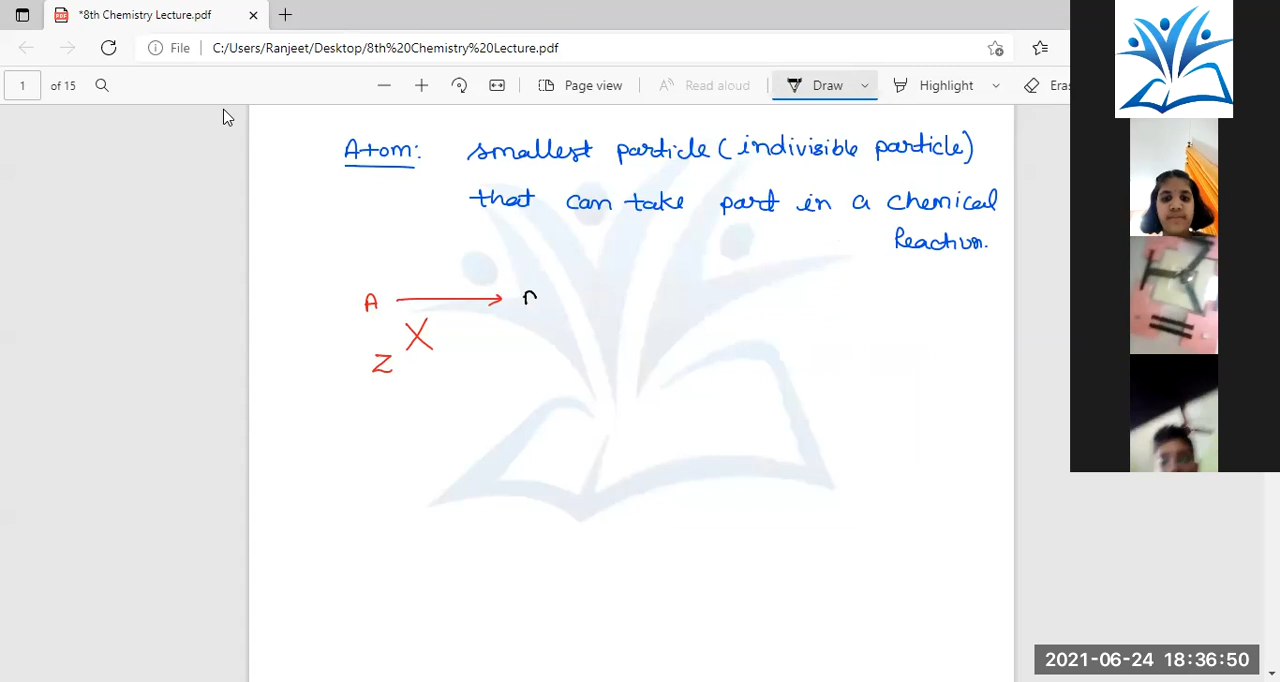 *8th Chemistry Lecture.pdf
File C:/Users/Ranjeet/Desktop/8th%20Chemistry%20Lecture.pdf
1 of 15 Page view Read aloud Draw Highlight Eras
Atom: smallest particle (indivisible particle)
that can take part in a chemical
Reaction.
A
X
Z
2021-06-24 18:36:50